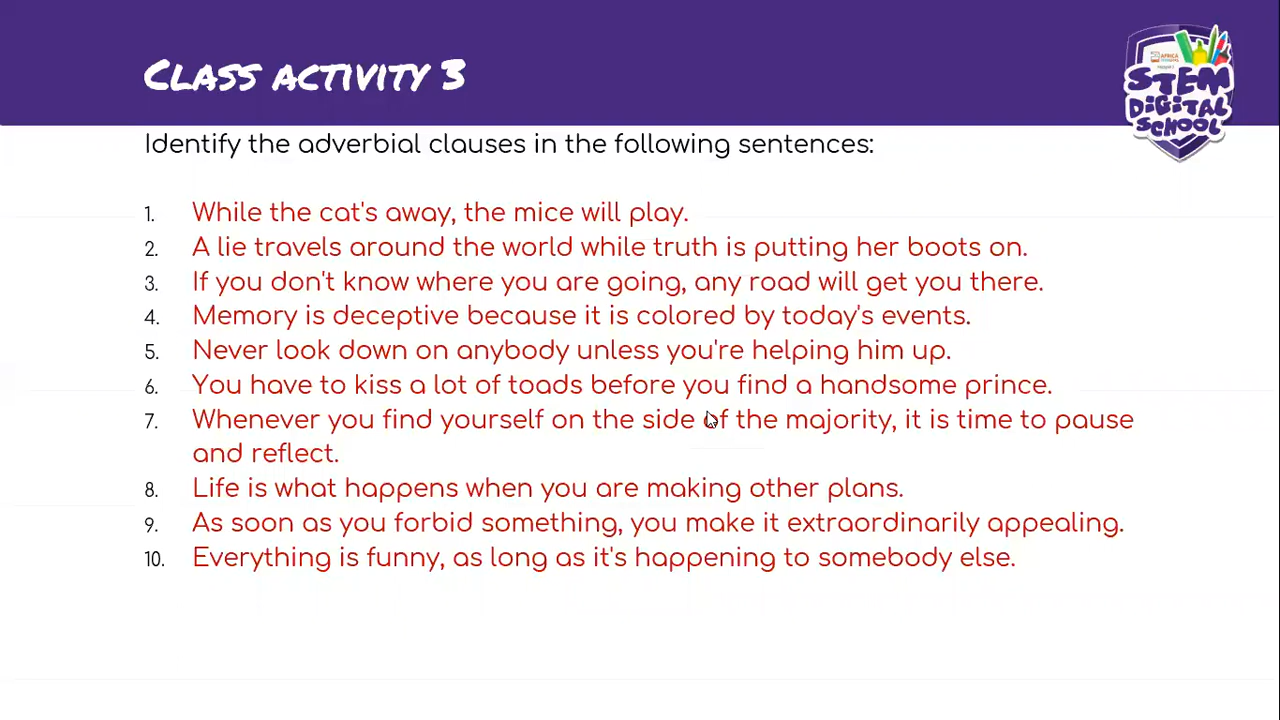 CLASS ACTIVITY 3
AFRICA
STEM
DIGITAL
SCHOOL
Identify the adverbial clauses in the following sentences:
1. While the cat's away, the mice will play.
2. A lie travels around the world while truth is putting her boots on.
3. If you don't know where you are going, any road will get you there.
4. Memory is deceptive because it is colored by today's events.
5. Never look down on anybody unless you're helping him up.
6. You have to kiss a lot of toads before you find a handsome prince.
7. Whenever you find yourself on the side of the majority, it is time to pause
and reflect.
8. Life is what happens when you are making other plans.
9. As soon as you forbid something, you make it extraordinarily appealing.
10. Everything is funny, as long as it's happening to somebody else.